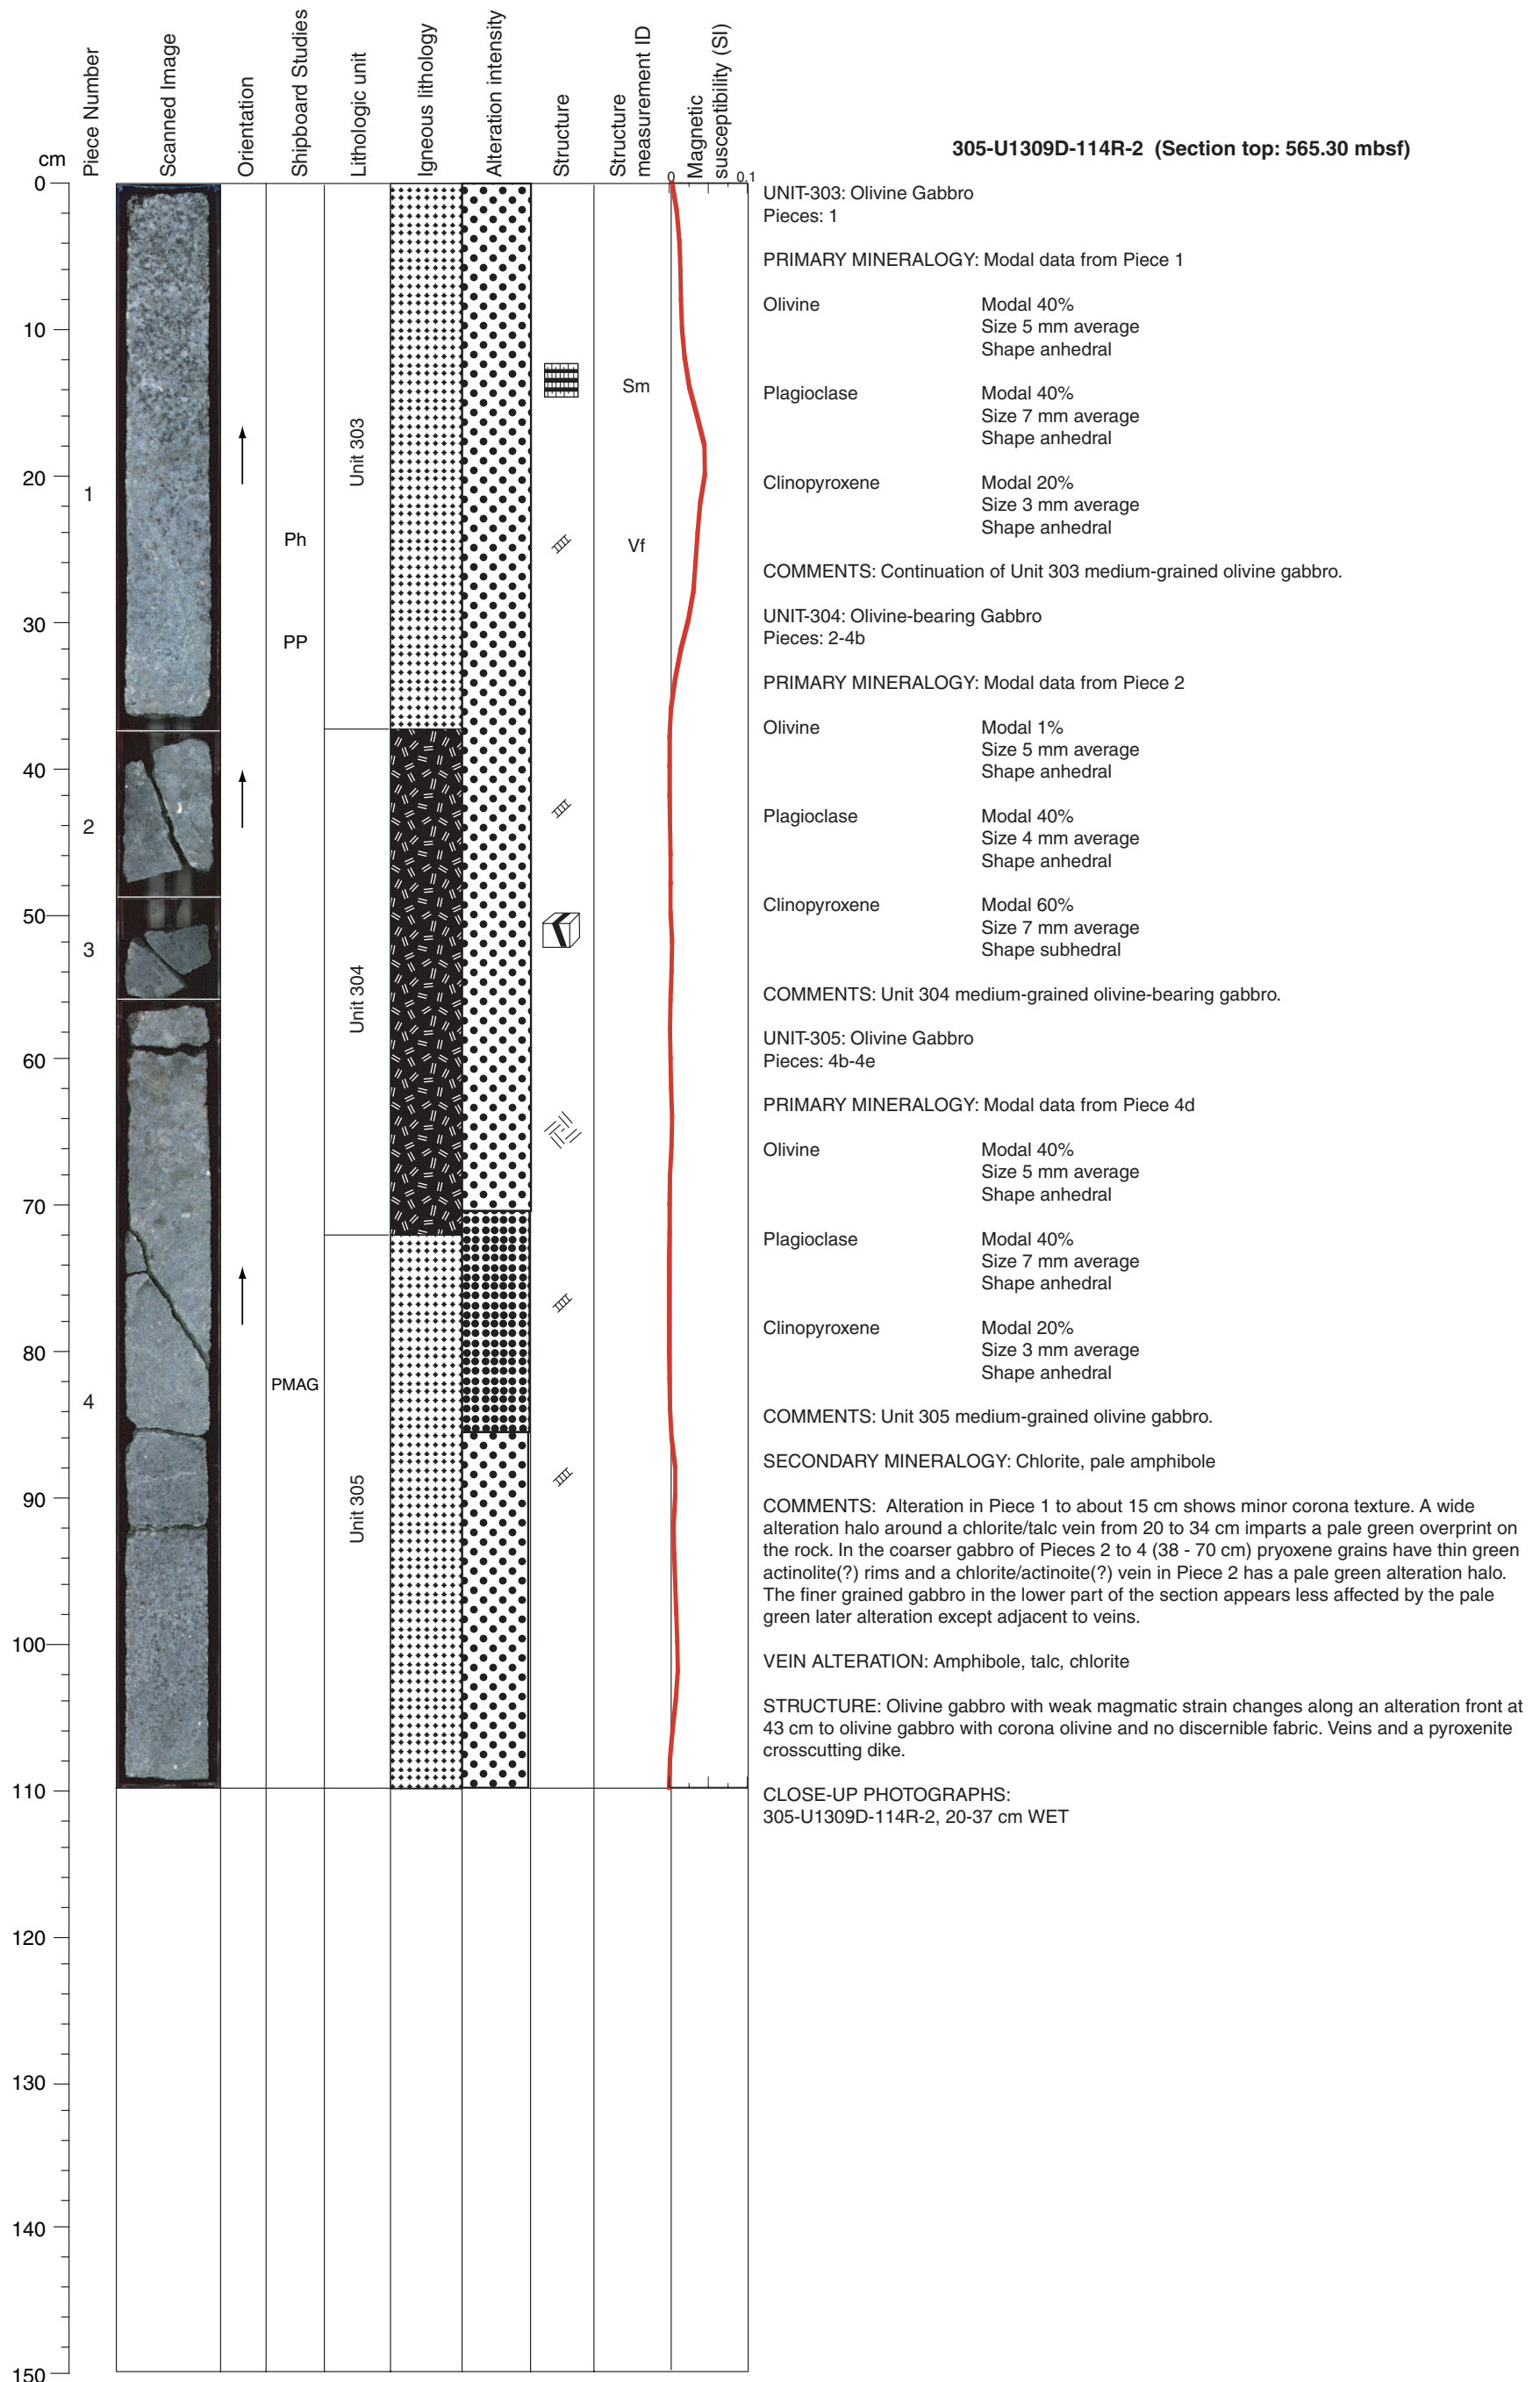 cm
Piece Number
Scanned Image
Orientation
Shipboard Studies
Lithologic unit
Igneous lithology
Alteration intensity
Structure
Structure
measurement ID
Magnetic
susceptibility (SI)
0
0.1
0
10
20
30
40
50
60
70
80
90
100
110
120
130
140
150
1
2
3
4
Ph
PP
PMAG
Unit 303
Unit 304
Unit 305
Sm
Vf
305-U1309D-114R-2 (Section top: 565.30 mbsf)
UNIT-303: Olivine Gabbro
Pieces: 1
PRIMARY MINERALOGY: Modal data from Piece 1
Olivine Modal 40%
Size 5 mm average
Shape anhedral
Plagioclase Modal 40%
Size 7 mm average
Shape anhedral
Clinopyroxene Modal 20%
Size 3 mm average
Shape anhedral
COMMENTS: Continuation of Unit 303 medium-grained olivine gabbro.
UNIT-304: Olivine-bearing Gabbro
Pieces: 2-4b
PRIMARY MINERALOGY: Modal data from Piece 2
Olivine Modal 1%
Size 5 mm average
Shape anhedral
Plagioclase Modal 40%
Size 4 mm average
Shape anhedral
Clinopyroxene Modal 60%
Size 7 mm average
Shape subhedral
COMMENTS: Unit 304 medium-grained olivine-bearing gabbro.
UNIT-305: Olivine Gabbro
Pieces: 4b-4e
PRIMARY MINERALOGY: Modal data from Piece 4d
Olivine Modal 40%
Size 5 mm average
Shape anhedral
Plagioclase Modal 40%
Size 7 mm average
Shape anhedral
Clinopyroxene Modal 20%
Size 3 mm average
Shape anhedral
COMMENTS: Unit 305 medium-grained olivine gabbro.
SECONDARY MINERALOGY: Chlorite, pale amphibole
COMMENTS: Alteration in Piece 1 to about 15 cm shows minor corona texture. A wide
alteration halo around a chlorite/talc vein from 20 to 34 cm imparts a pale green overprint on
the rock. In the coarser gabbro of Pieces 2 to 4 (38 - 70 cm) pryoxene grains have thin green
actinolite(?) rims and a chlorite/actinoite(?) vein in Piece 2 has a pale green alteration halo.
The finer grained gabbro in the lower part of the section appears less affected by the pale
green later alteration except adjacent to veins.
VEIN ALTERATION: Amphibole, talc, chlorite
STRUCTURE: Olivine gabbro with weak magmatic strain changes along an alteration front at
43 cm to olivine gabbro with corona olivine and no discernible fabric. Veins and a pyroxenite
crosscutting dike.
CLOSE-UP PHOTOGRAPHS:
305-U1309D-114R-2, 20-37 cm WET